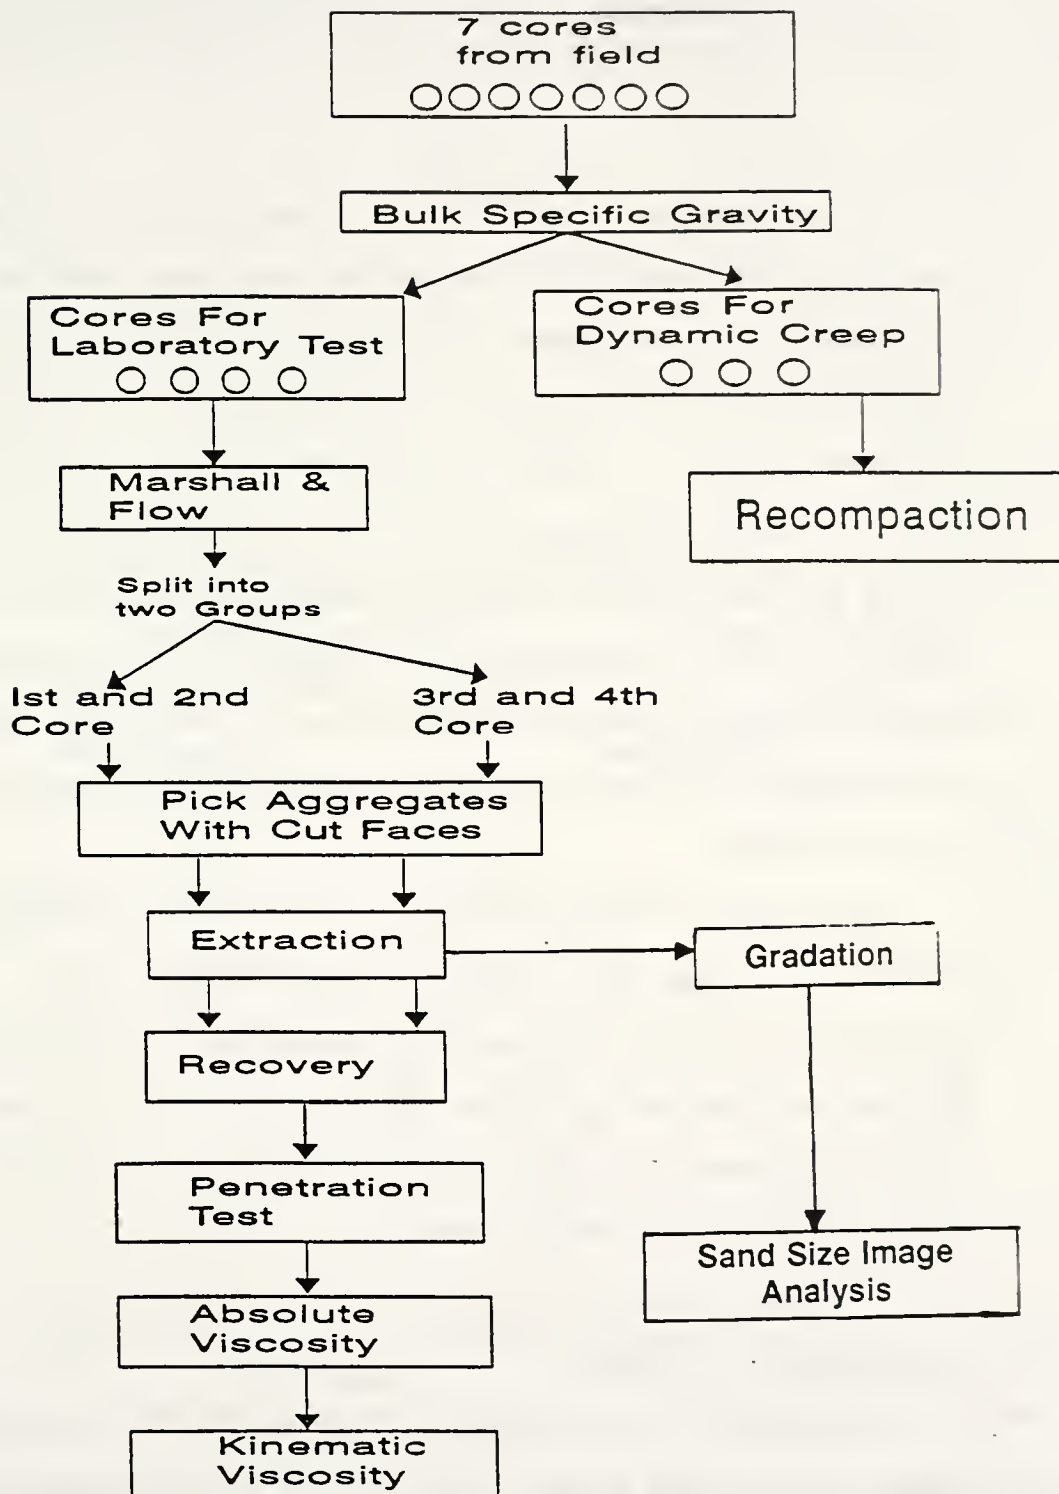 7 cores
from field
Bulk Specific Gravity
Cores For
Laboratory Test
Cores For
Dynamic Creep
Marshall &
Flow
Recompaction
Split into
two Groups
1st and 2nd
Core
3rd and 4th
Core
Pick Aggregates
With Cut Faces
Extraction
Gradation
Recovery
Penetration
Test
Sand Size Image
Analysis
Absolute
Viscosity
Kinematic
Viscosity